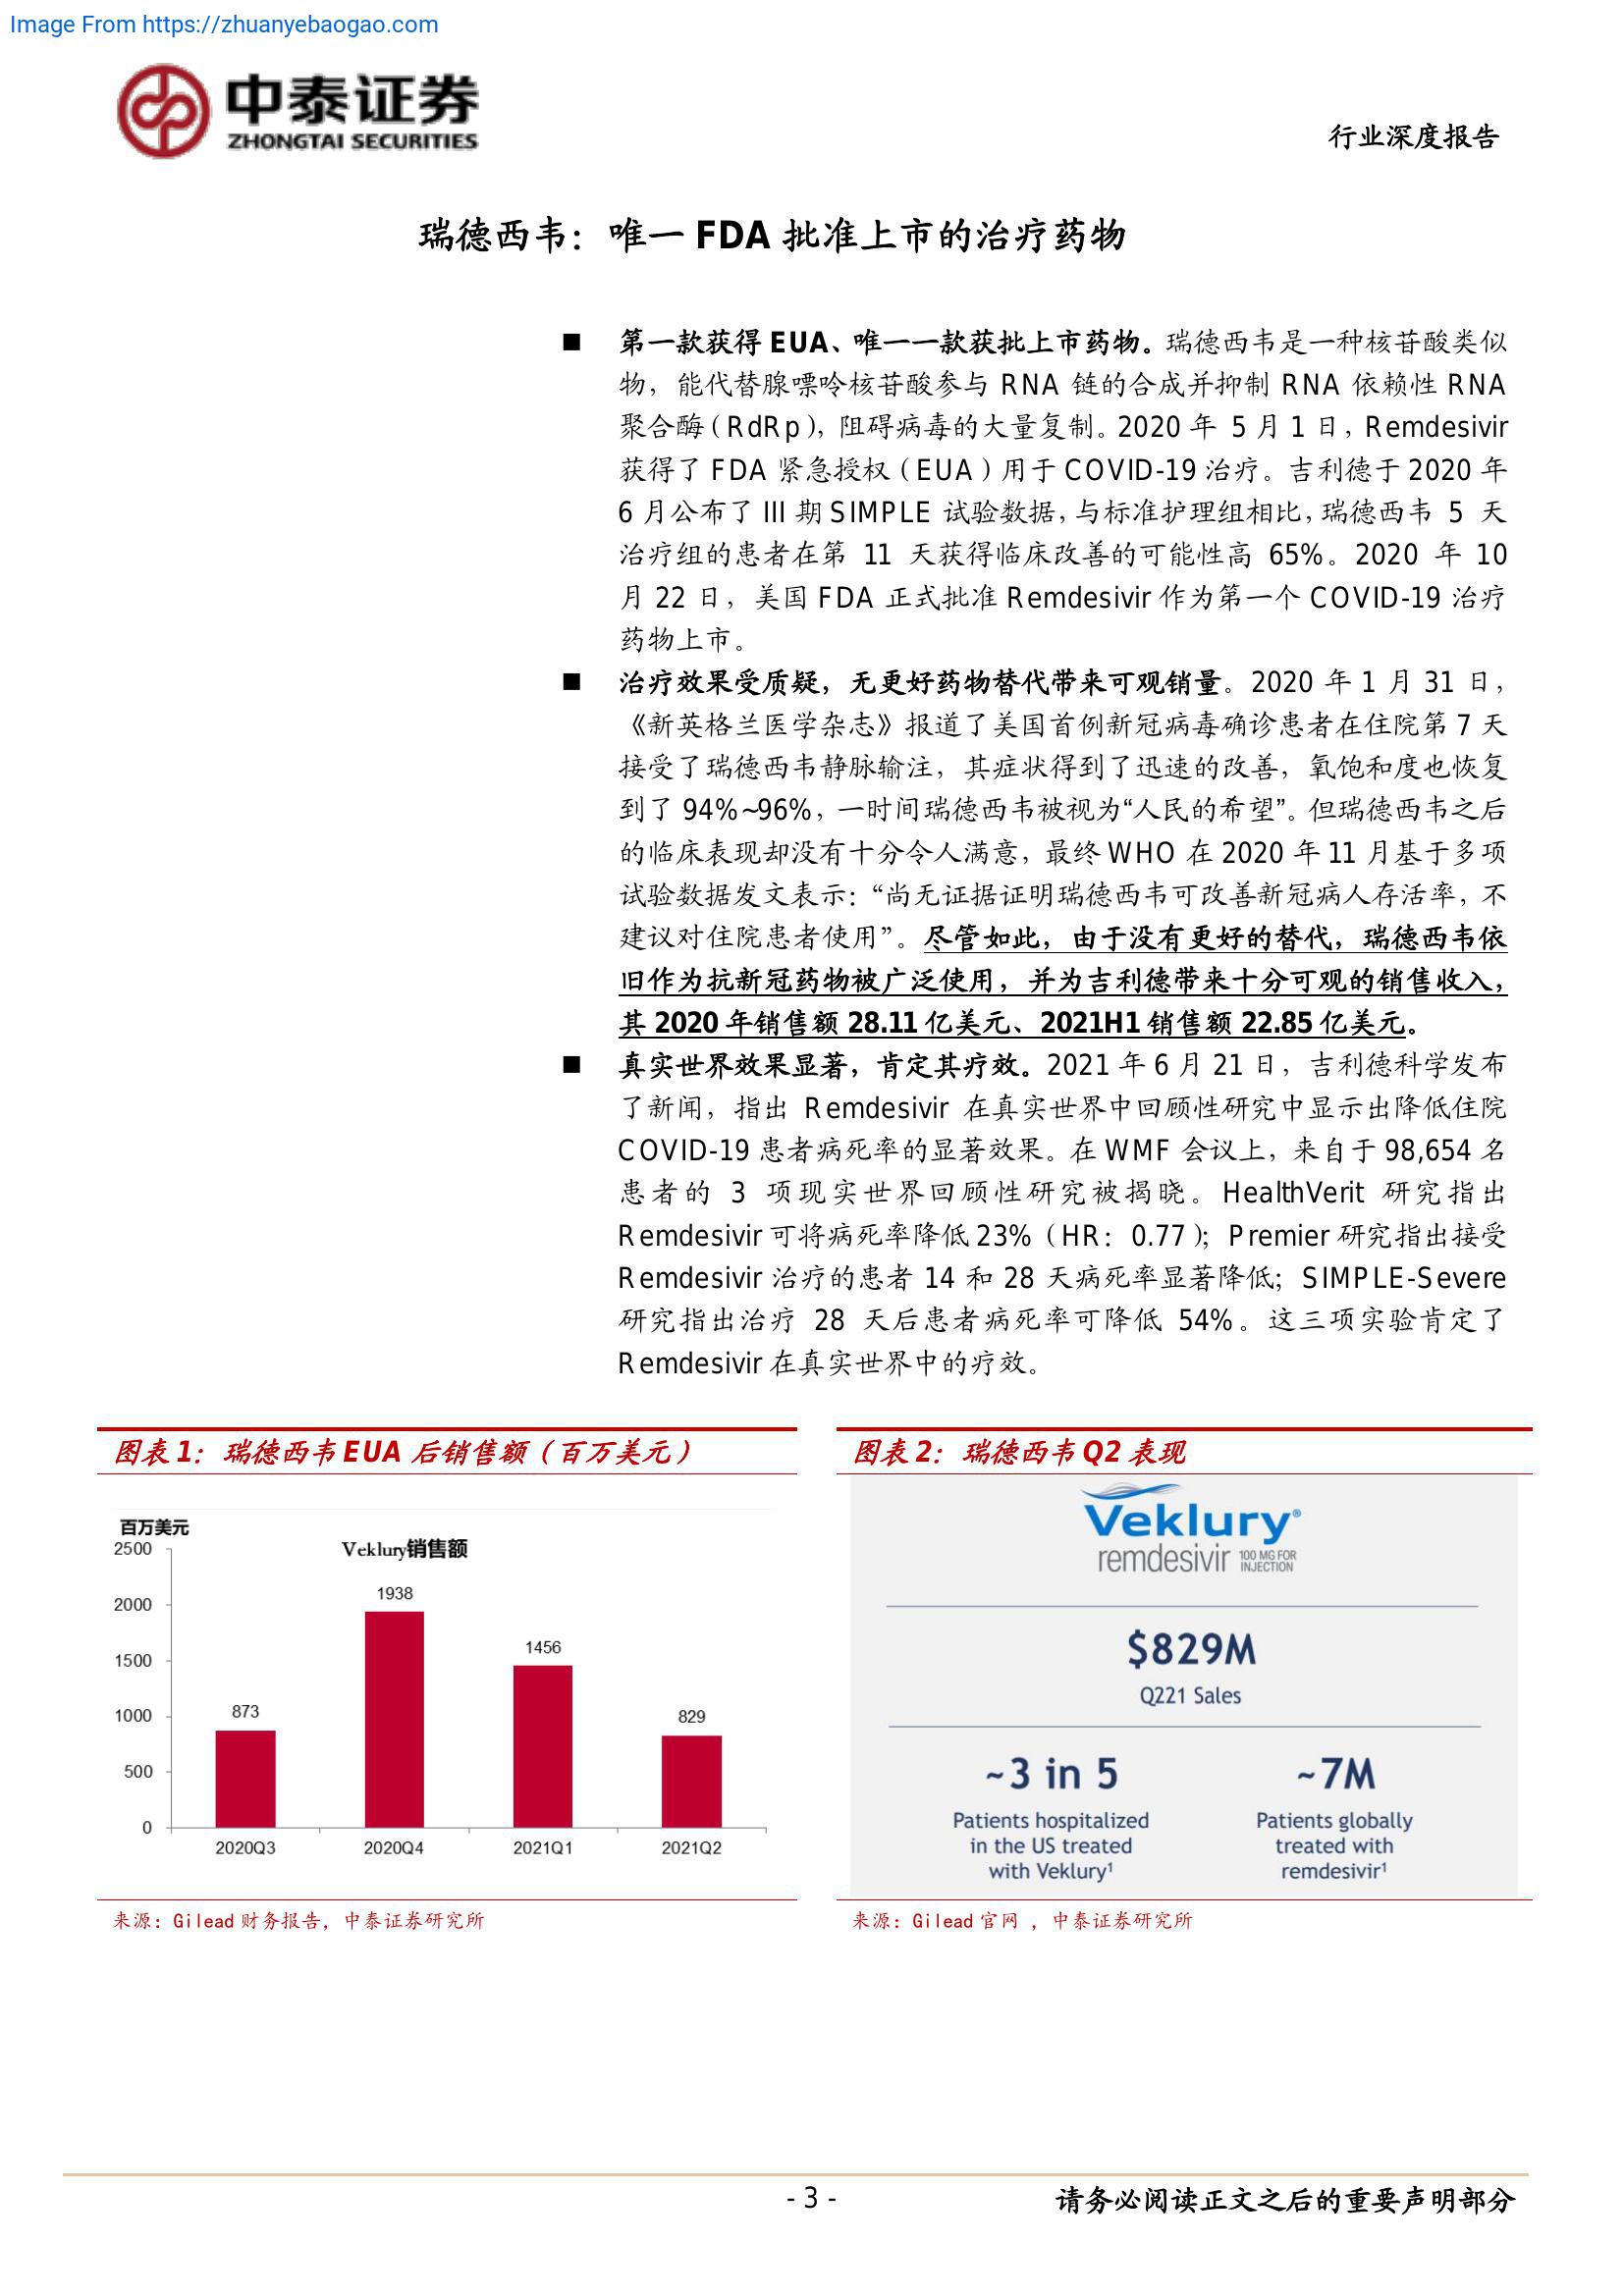 Image From https://zhuanyebaogao.com
中泰证券
ZHONGTAI SECURITIES
行业深度报告
瑞德西韦：唯一 FDA 批准上市的治疗药物
■ 第一款获得 EUA、唯一一款获批上市药物。瑞德西韦是一种核苷酸类似
物，能代替腺嘌呤核苷酸参与 RNA 链的合成并抑制 RNA 依赖性 RNA
聚合酶（RdRp），阻碍病毒的大量复制。2020 年 5 月 1 日，Remdesivir
获得了 FDA 紧急授权（EUA）用于 COVID-19 治疗。吉利德于 2020 年
6 月公布了 III 期 SIMPLE 试验数据，与标准护理组相比，瑞德西韦 5 天
治疗组的患者在第 11 天获得临床改善的可能性高 65%。2020 年 10
月 22 日，美国 FDA 正式批准 Remdesivir 作为第一个 COVID-19 治疗
药物上市。
■ 治疗效果受质疑，无更好药物替代带来可观销量。2020 年 1 月 31 日，
《新英格兰医学杂志》报道了美国首例新冠病毒确诊患者在住院第 7 天
接受了瑞德西韦静脉输注，其症状得到了迅速的改善，氧饱和度也恢复
到了 94%~96%，一时间瑞德西韦被视为“人民的希望”。但瑞德西韦之后
的临床表现却没有十分令人满意，最终 WHO 在 2020 年 11 月基于多项
试验数据发文表示：“尚无证据证明瑞德西韦可改善新冠病人存活率，不
建议对住院患者使用”。尽管如此，由于没有更好的替代，瑞德西韦依
旧作为抗新冠药物被广泛使用，并为吉利德带来十分可观的销售收入，
其 2020 年销售额 28.11 亿美元、2021H1 销售额 22.85 亿美元。
■ 真实世界效果显著，肯定其疗效。2021 年 6 月 21 日，吉利德科学发布
了新闻，指出 Remdesivir 在真实世界中回顾性研究中显示出降低住院
COVID-19 患者病死率的显著效果。在 WMF 会议上，来自于 98,654 名
患者的 3 项现实世界回顾性研究被揭晓。HealthVerit 研究指出
Remdesivir 可将病死率降低 23%（HR：0.77）；Premier 研究指出接受
Remdesivir 治疗的患者 14 和 28 天病死率显著降低；SIMPLE-Severe
研究指出治疗 28 天后患者病死率可降低 54%。这三项实验肯定了
Remdesivir 在真实世界中的疗效。
图表 1：瑞德西韦 EUA 后销售额（百万美元）
百万美元
Veklury销售额
2500
2000
1500
1000
500
0
873
1938
1456
829
2020Q3
2020Q4
2021Q1
2021Q2
来源：Gilead 财务报告，中泰证券研究所
图表 2：瑞德西韦 Q2 表现
Veklury®
remdesivir 100 MG FOR
INJECTION
$829M
Q221 Sales
~3 in 5
Patients hospitalized
in the US treated
with Veklury¹
~7M
Patients globally
treated with
remdesivir¹
来源：Gilead 官网 ，中泰证券研究所
- 3 -
请务必阅读正文之后的重要声明部分